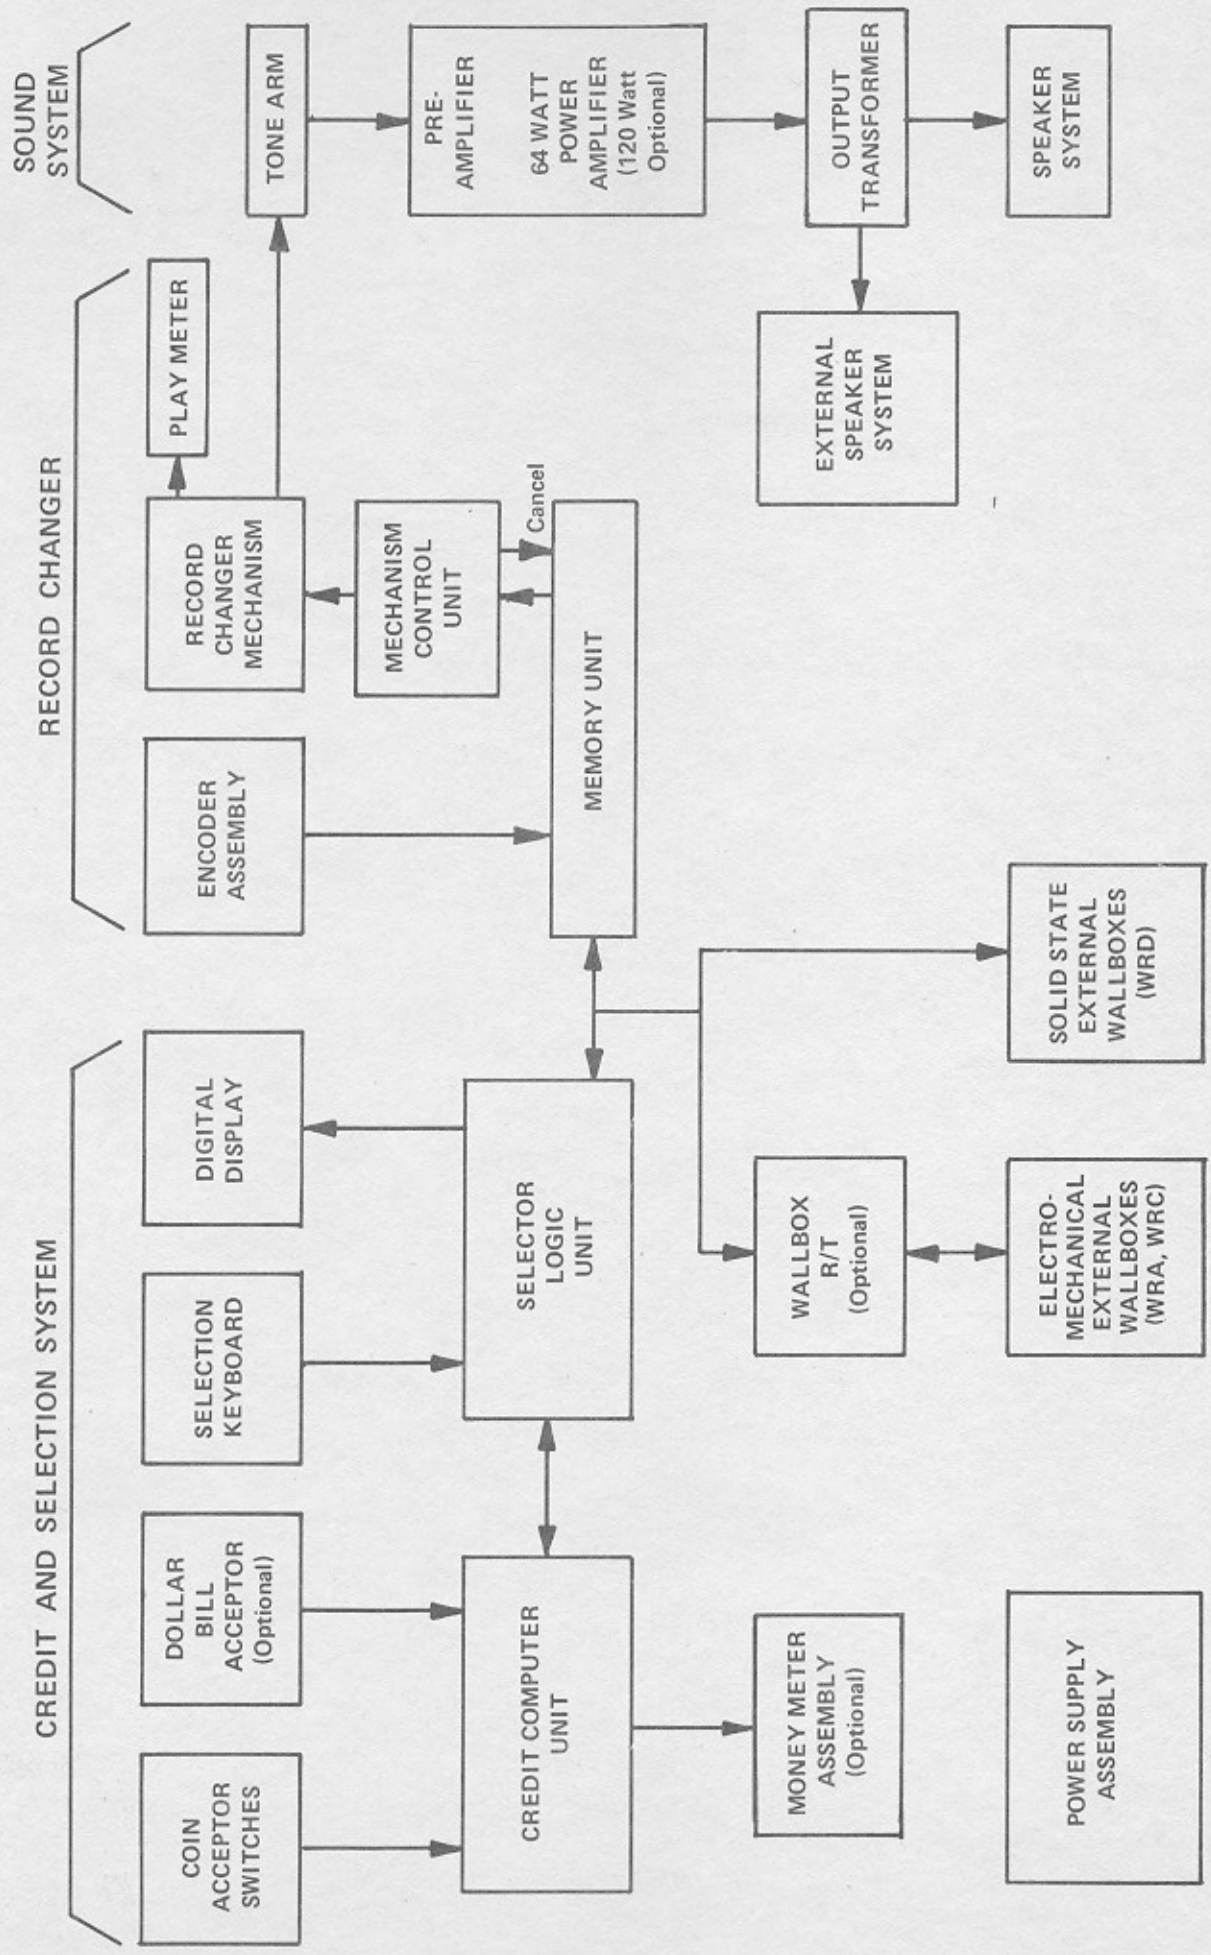 CREDIT AND SELECTION SYSTEM
RECORD CHANGER
SOUND
SYSTEM
COIN
ACCEPTOR
SWITCHES
DOLLAR
BILL
ACCEPTOR
(Optional)
SELECTION
KEYBOARD
DIGITAL
DISPLAY
ENCODER
ASSEMBLY
RECORD
CHANGER
MECHANISM
PLAY METER
TONE ARM
MECHANISM
CONTROL
UNIT
Cancel
PRE-
AMPLIFIER
64 WATT
POWER
AMPLIFIER
(120 Watt
Optional)
CREDIT COMPUTER
UNIT
SELECTOR
LOGIC
UNIT
MEMORY UNIT
MONEY METER
ASSEMBLY
(Optional)
WALLBOX
R/T
(Optional)
EXTERNAL
SPEAKER
SYSTEM
OUTPUT
TRANSFORMER
POWER SUPPLY
ASSEMBLY
ELECTRO-
MECHANICAL
EXTERNAL
WALLBOXES
(WRA, WRC)
SOLID STATE
EXTERNAL
WALLBOXES
(WRD)
SPEAKER
SYSTEM